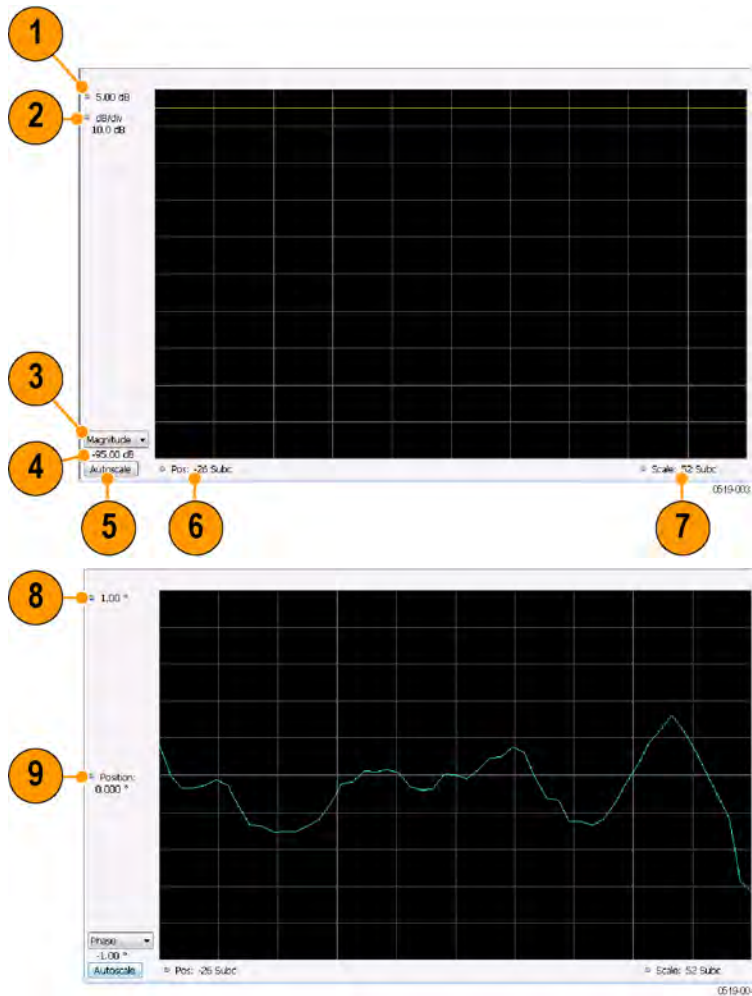 1
5.00 dB
2
dB/div
10.0 dB
3
Magnitude
4
-95.00 dB
Autoscale
Pos: -26 Subc
Scale: 52 Subc
0519-003
5
6
7
8
1.00 °
9
Position:
0.000 °
Phase
-1.00 °
Autoscale
Pos: -26 Subc
Scale: 52 Subc
0519-00